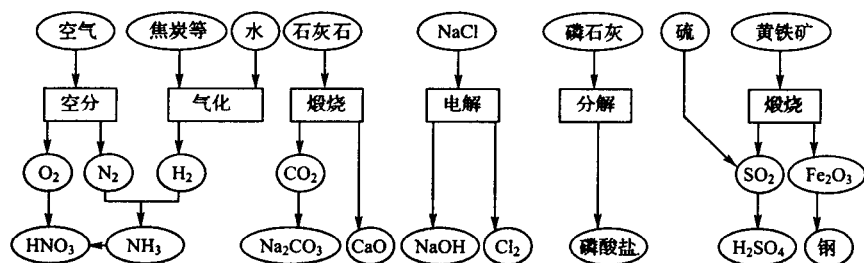 空气 焦炭等 水 石灰石 NaCl 磷石灰 硫 黄铁矿
空分 气化 煅烧 电解 分解 煅烧
O₂ N₂ H₂ CO₂ SO₂ Fe₂O₃
HNO₃ NH₃ Na₂CO₃ CaO NaOH Cl₂ 磷酸盐 H₂SO₄ 钢